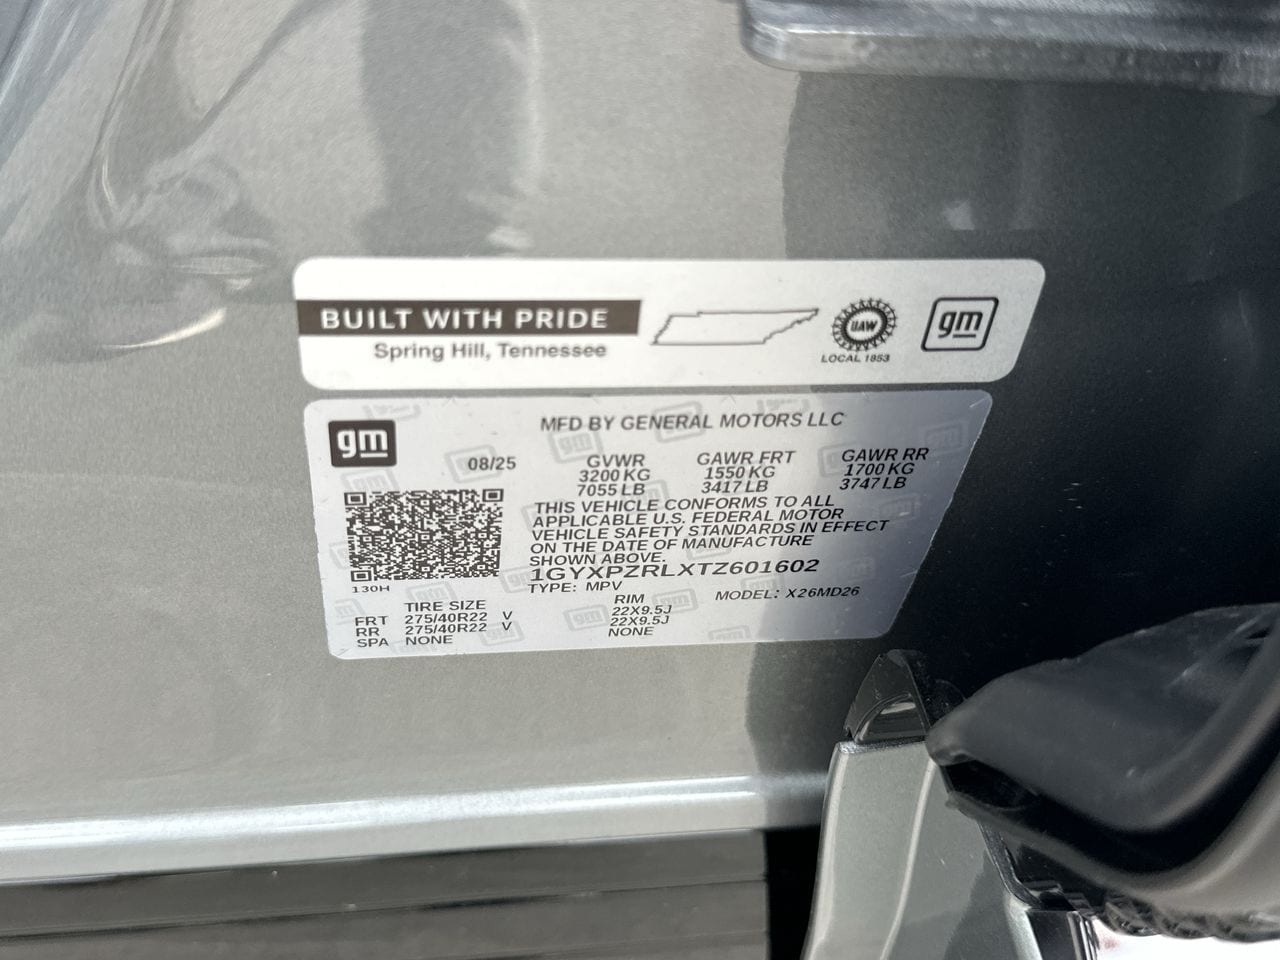 BUILT WITH PRIDE
Spring Hill, Tennessee
UAW
LOCAL 1853
gm
gm
MFD BY GENERAL MOTORS LLC
08/25
GVWR GAWR FRT GAWR RR
3200 KG 1550 KG 1700 KG
7055 LB 3417 LB 3747 LB
THIS VEHICLE CONFORMS TO ALL
APPLICABLE U.S. FEDERAL MOTOR
VEHICLE SAFETY STANDARDS IN EFFECT
ON THE DATE OF MANUFACTURE
SHOWN ABOVE.
1GYXPZRLXTZ601602
TYPE: MPV MODEL: X26MD26
130H
TIRE SIZE RIM
FRT 275/40R22 V 22X9.5J
RR 275/40R22 V 22X9.5J
SPA NONE NONE